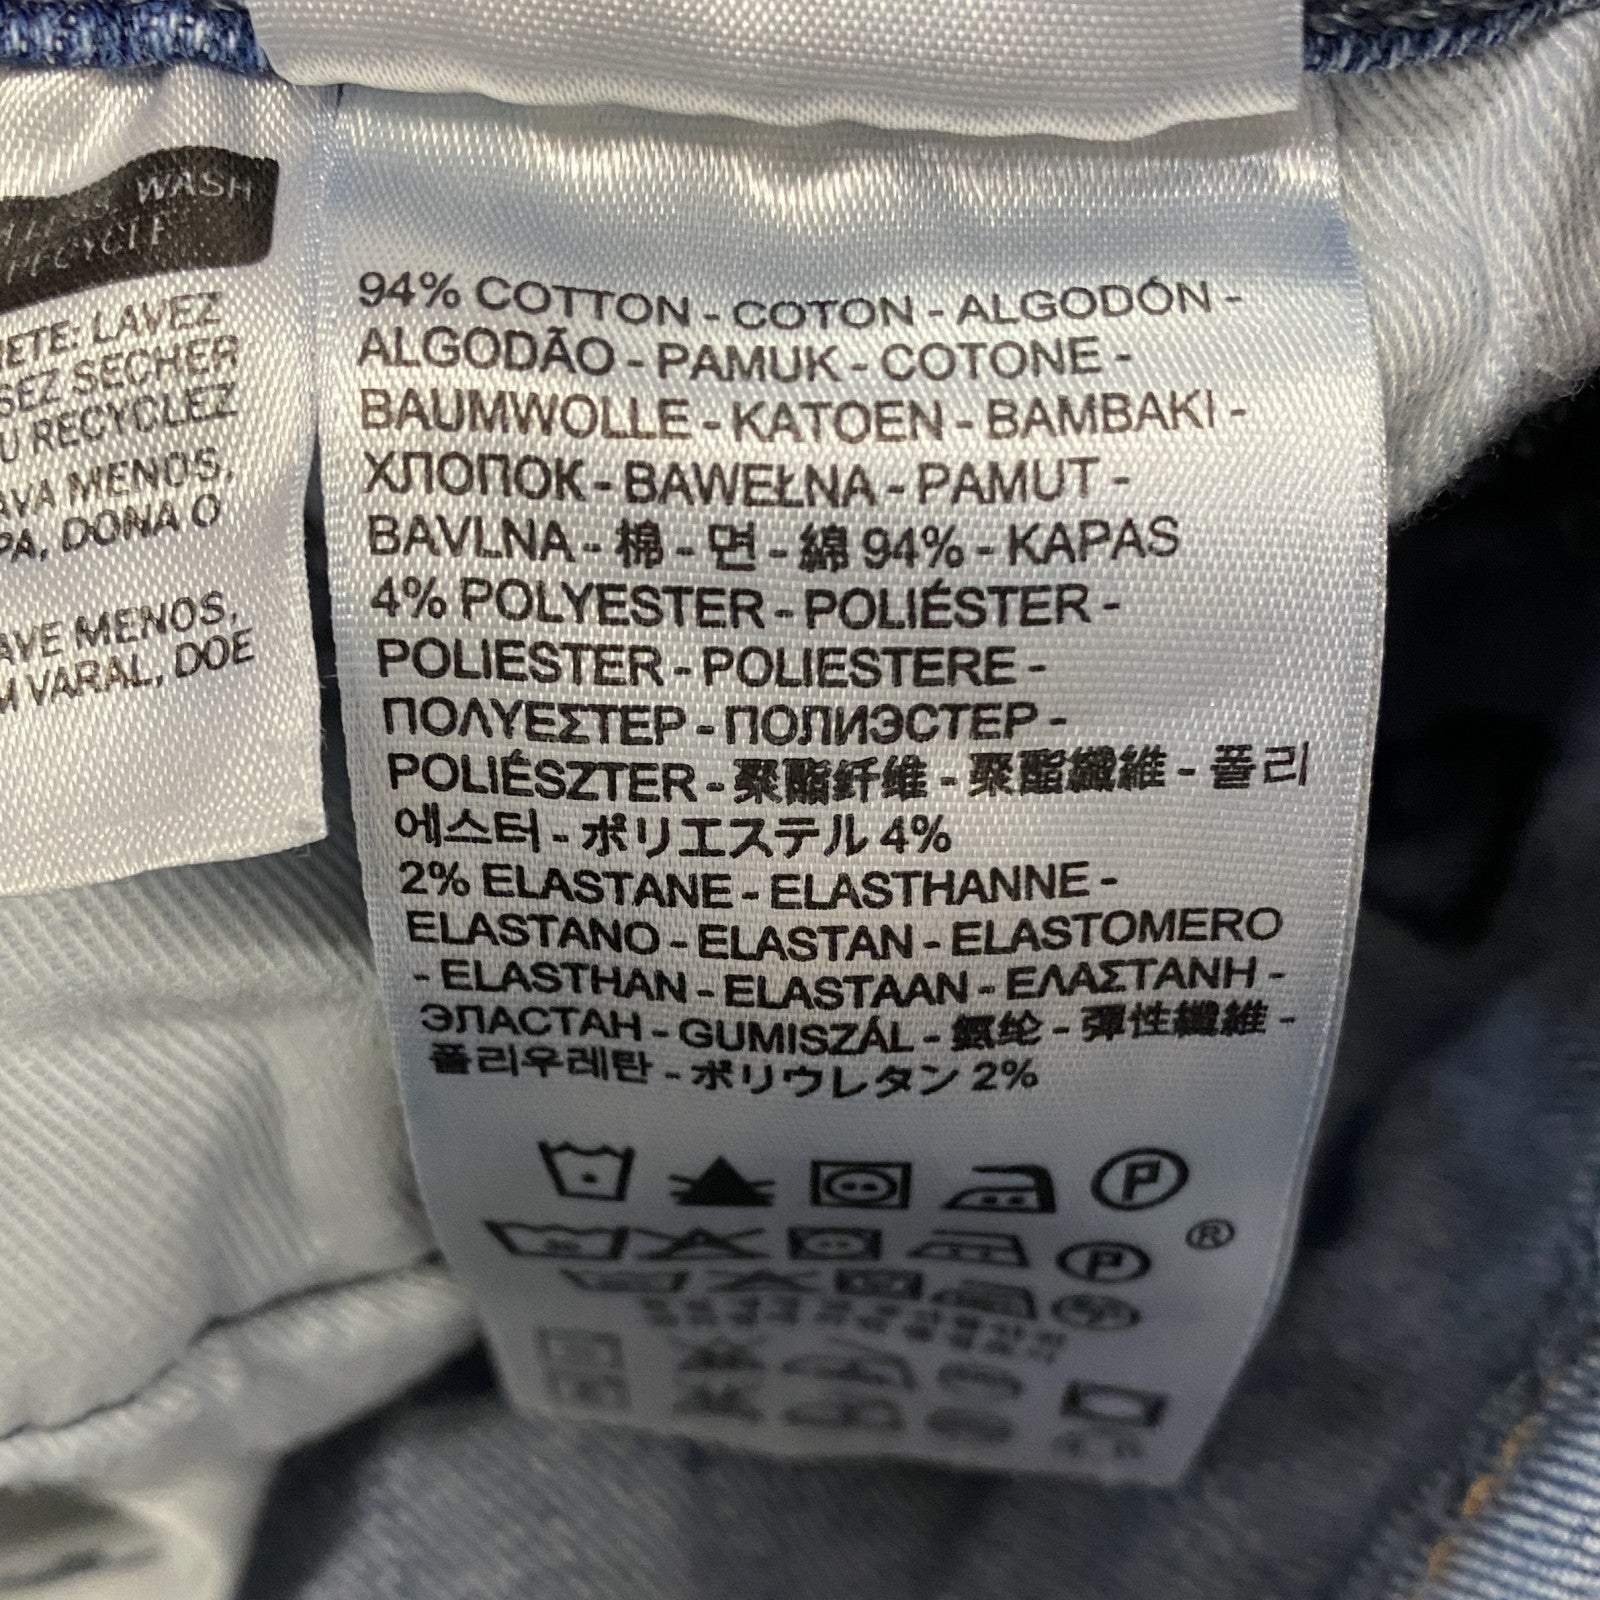 WASH
RECYCLE
LAVEZ
SECHER
RECYCLEZ
MENOS,
DONA O
MENOS,
VARAL, DOE
94% COTTON - COTON - ALGODÓN -
ALGODÃO - PAMUK - COTONE -
BAUMWOLLE - KATOEN - BAMBAKI -
ХЛОПОК - BAWEŁNA - PAMUT -
BAVLNA - 棉 - 면 - 綿 94% - KAPAS
4% POLYESTER - POLIÉSTER -
POLIESTER - POLIESTERE -
ΠΟΛΥΕΣΤΕΡ - ПОЛИЭСТЕР -
POLIÉSZTER - 聚酯纤维 - 聚酯纖維 - 폴리
에스터 - ポリエステル 4%
2% ELASTANE - ELASTHANNE -
ELASTANO - ELASTAN - ELASTOMERO
- ELASTHAN - ELASTAAN - ΕΛΑΣΤΑΝΗ -
ЭЛАСТАН - GUMISZÁL - 氨纶 - 彈性纖維 -
폴리우레탄 - ポリウレタン 2%
P
P ®